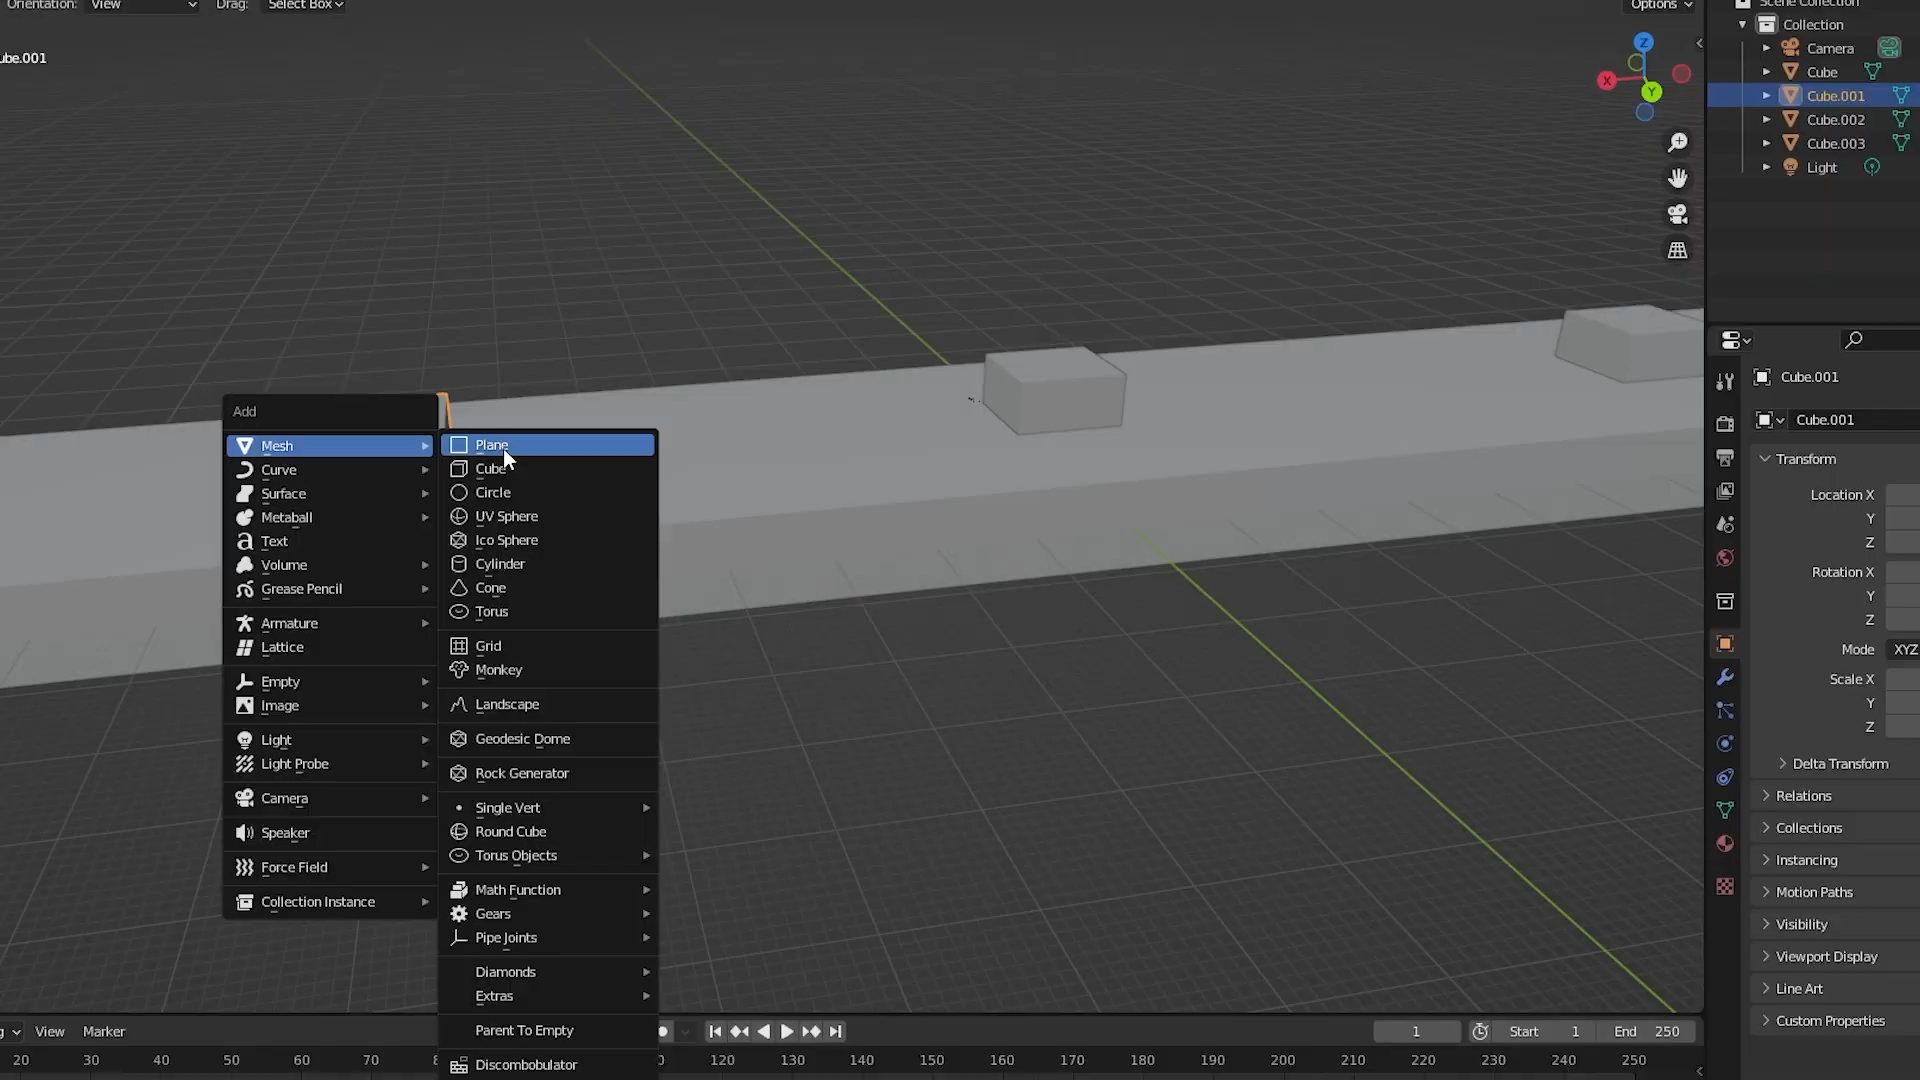 Orientation: View Drag: Select Box Options
Scene Collection
Collection
ube.001
Z
X
Y
Camera
Cube
Cube.001
Cube.002
Cube.003
Light
Add
Mesh
Curve
Surface
Metaball
Text
Volume
Grease Pencil
Armature
Lattice
Empty
Image
Light
Light Probe
Camera
Speaker
Force Field
Collection Instance
Plane
Cube
Circle
UV Sphere
Ico Sphere
Cylinder
Cone
Torus
Grid
Monkey
Landscape
Geodesic Dome
Rock Generator
Single Vert
Round Cube
Torus Objects
Math Function
Gears
Pipe Joints
Diamonds
Extras
Parent To Empty
Discombobulator
Cube.001
Cube.001
Transform
Location X
Y
Z
Rotation X
Y
Z
Mode XYZ
Scale X
Y
Z
Delta Transform
Relations
Collections
Instancing
Motion Paths
Visibility
Viewport Display
Line Art
Custom Properties
View Marker 1 Start 1 End 250
20 30 40 50 60 70 120 130 140 150 160 170 180 190 200 210 220 230 240 250